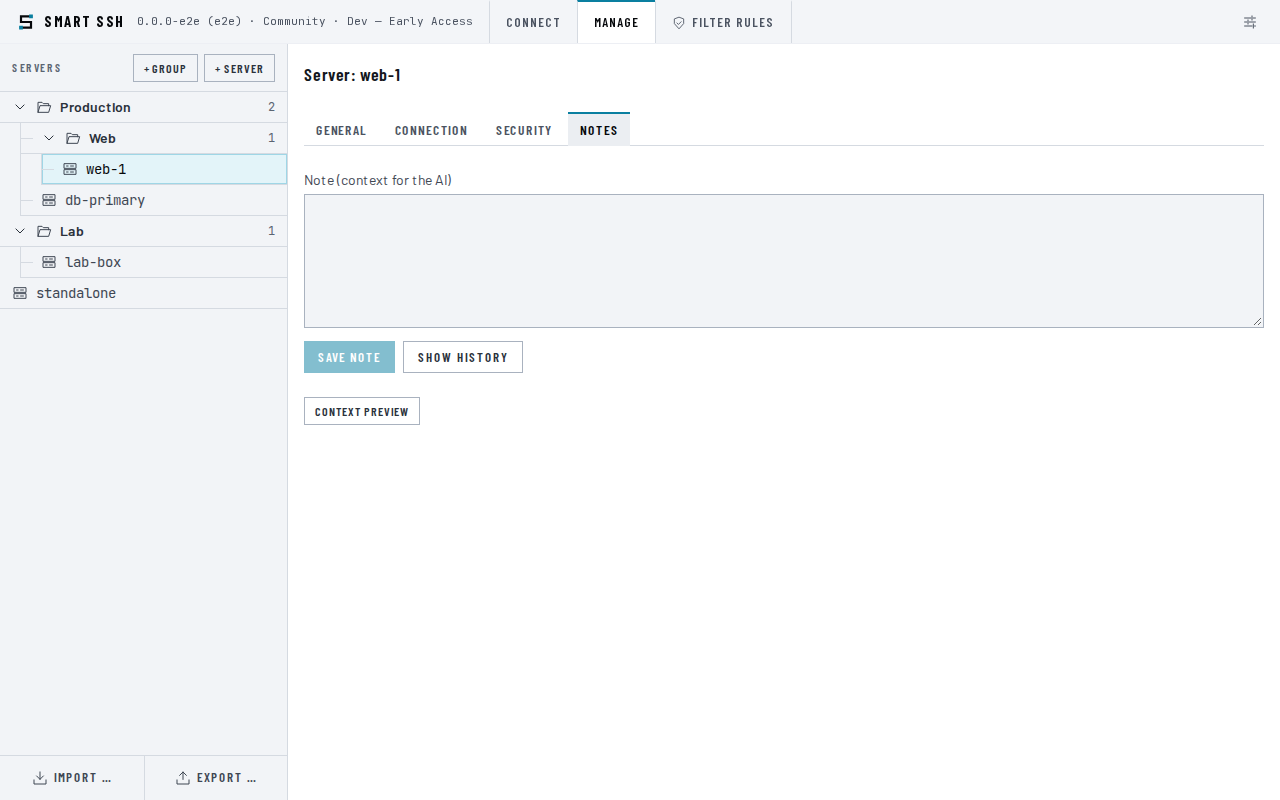 SMART SSH 0.0.0-e2e (e2e) · Community · Dev — Early Access CONNECT MANAGE FILTER RULES
SERVERS +GROUP +SERVER
Production 2
Web 1
web-1
db-primary
Lab 1
lab-box
standalone
IMPORT … EXPORT …
Server: web-1
GENERAL CONNECTION SECURITY NOTES
Note (context for the AI)
SAVE NOTE SHOW HISTORY
CONTEXT PREVIEW